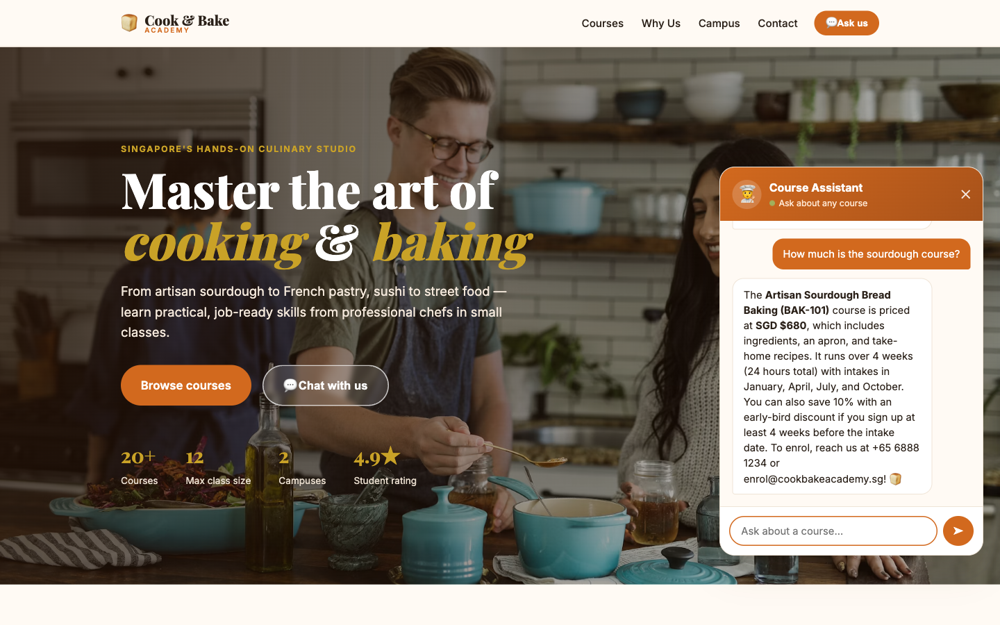 Cook & Bake
ACADEMY
Courses
Why Us
Campus
Contact
Ask us
SINGAPORE'S HANDS-ON CULINARY STUDIO
Master the art of
cooking & baking
From artisan sourdough to French pastry, sushi to street food —
learn practical, job-ready skills from professional chefs in small
classes.
Browse courses
Chat with us
20+
Courses
12
Max class size
2
Campuses
4.9★
Student rating
Course Assistant
Ask about any course
How much is the sourdough course?
The Artisan Sourdough Bread
Baking (BAK-101) course is priced
at SGD $680, which includes
ingredients, an apron, and take-
home recipes. It runs over 4 weeks
(24 hours total) with intakes in
January, April, July, and October.
You can also save 10% with an
early-bird discount if you sign up at
least 4 weeks before the intake
date. To enrol, reach us at +65 6888
1234 or
enrol@cookbakeacademy.sg! 🍞
Ask about a course...